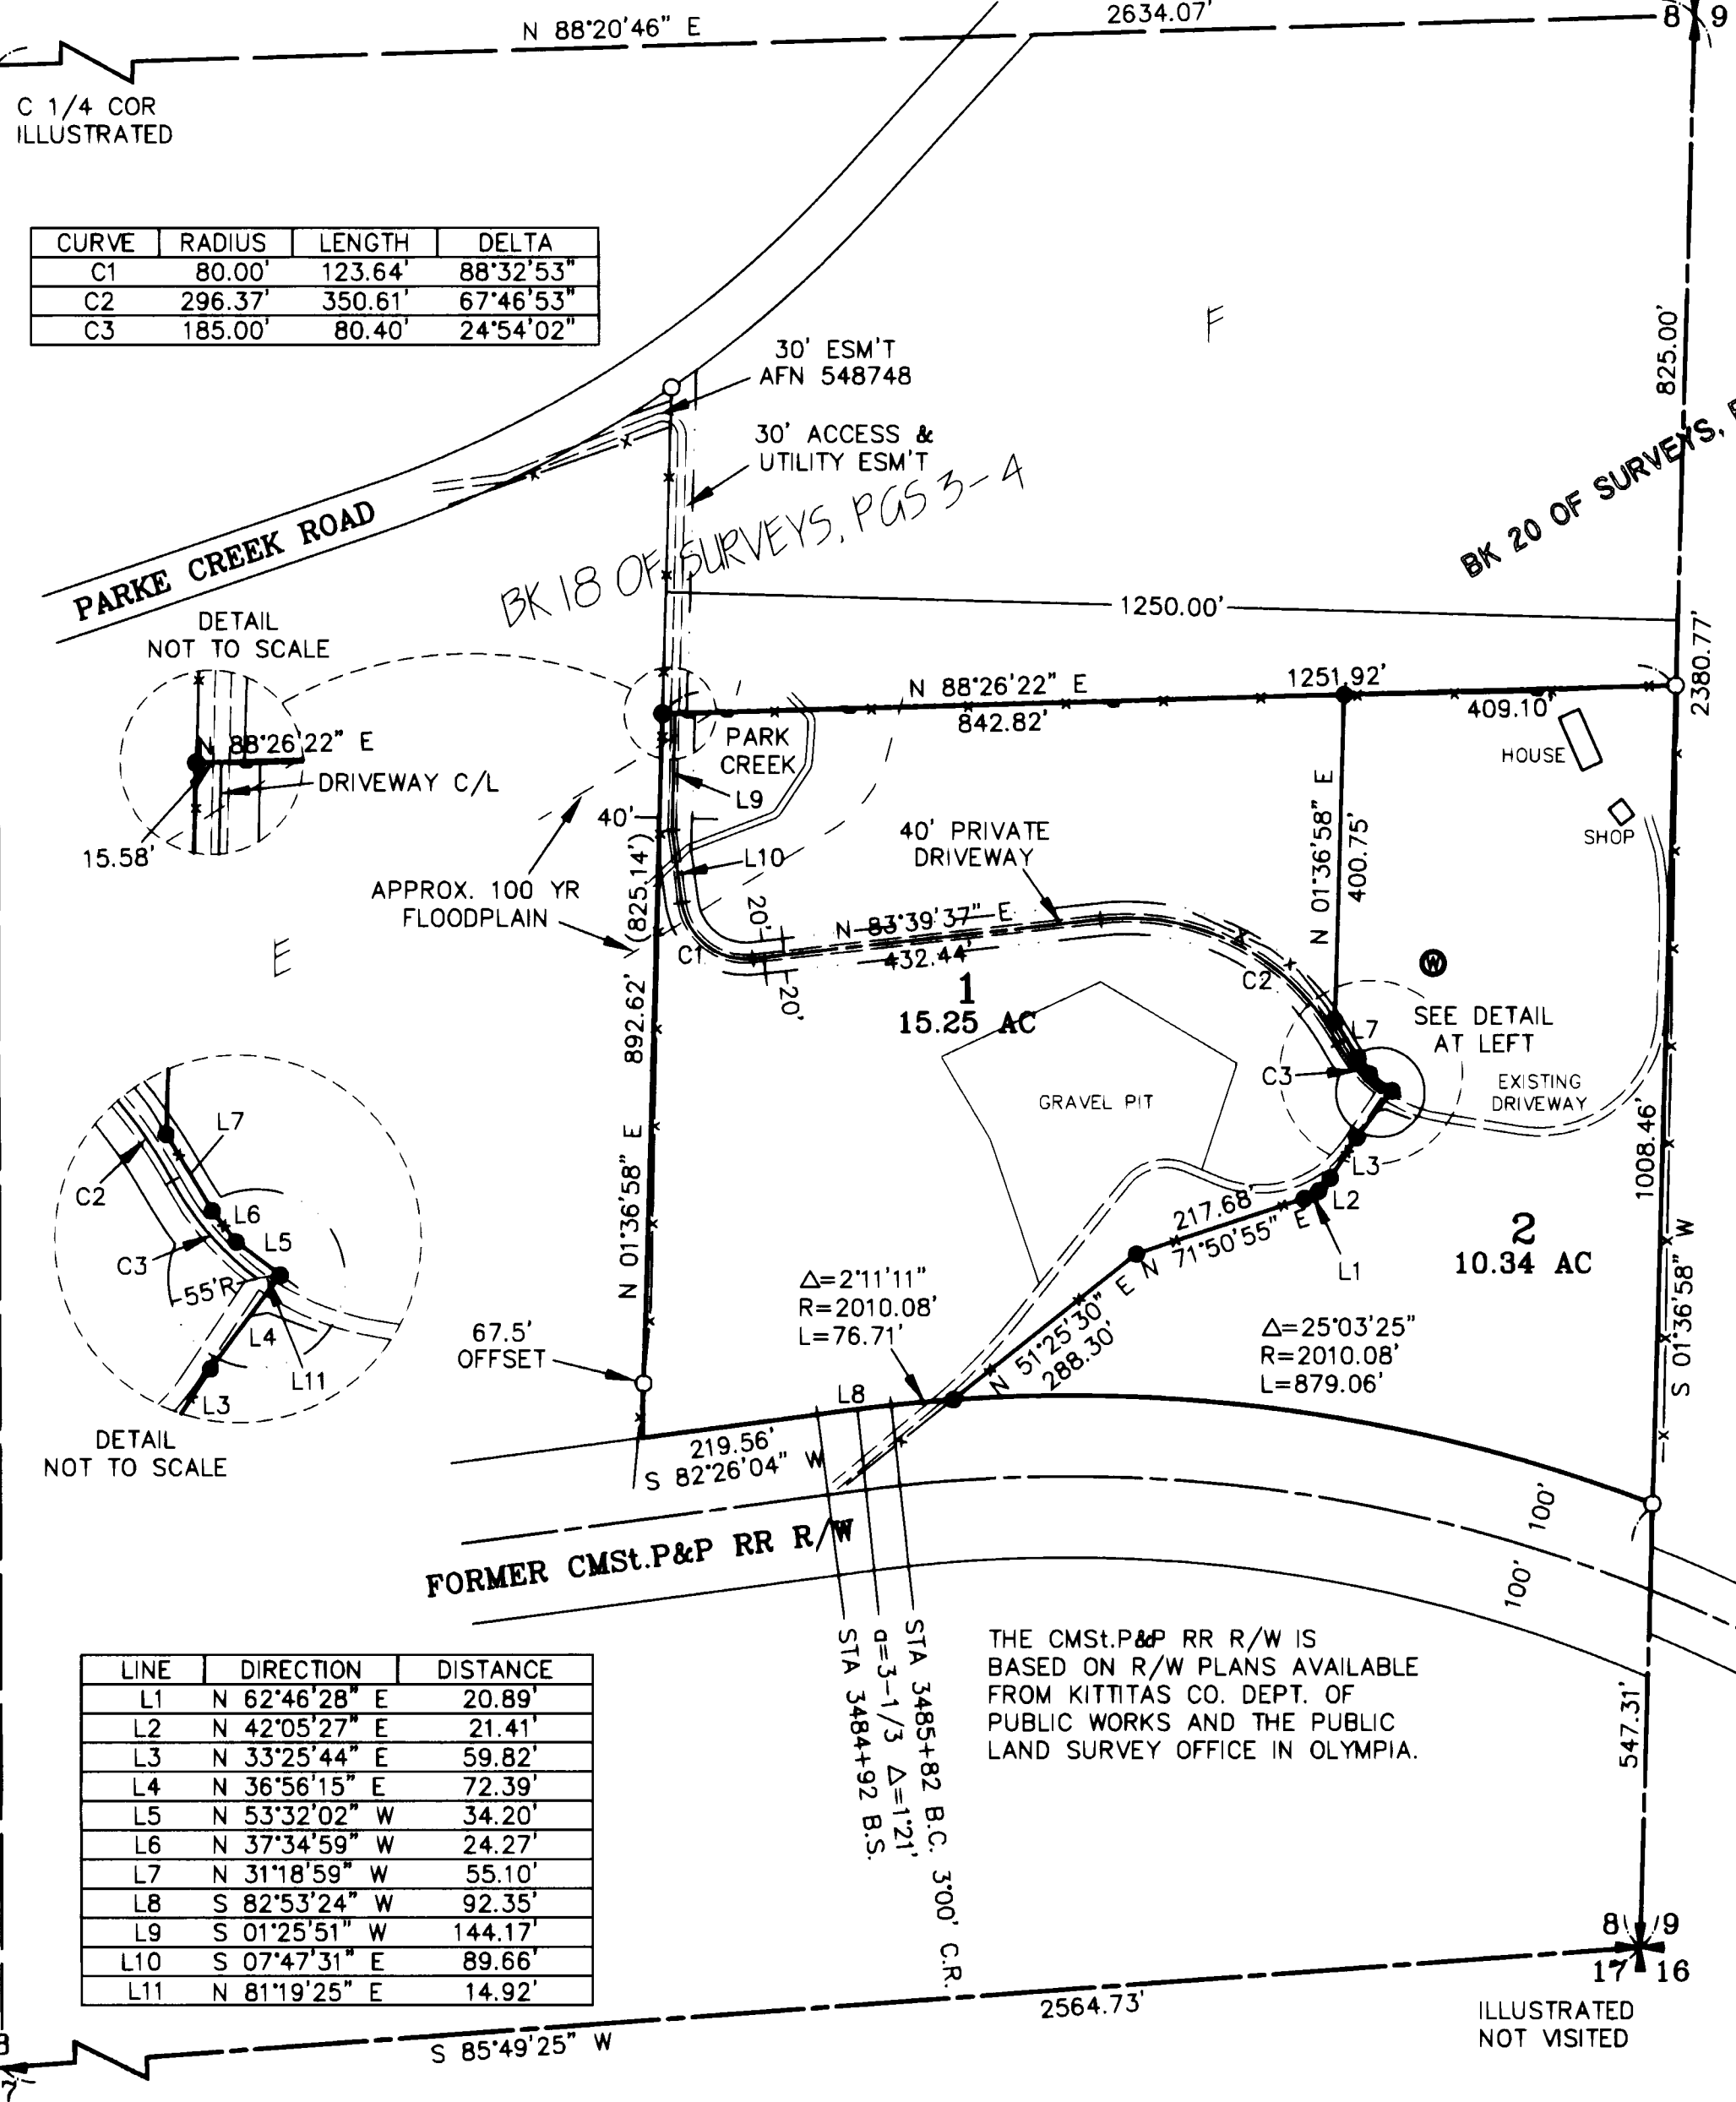 N 88°20'46" E
2634.07'
8 9
C 1/4 COR
ILLUSTRATED
CURVE RADIUS LENGTH DELTA
C1 80.00' 123.64' 88°32'53"
C2 296.37' 350.61' 67°46'53"
C3 185.00' 80.40' 24°54'02"
F
825.00'
30' ESM'T
AFN 548748
30' ACCESS &
UTILITY ESM'T
BK 18 OF SURVEYS, PGS 3-4
BK 20 OF SURVEYS,
PARKE CREEK ROAD
1250.00'
2380.77'
DETAIL
NOT TO SCALE
N 88°26'22" E
DRIVEWAY C/L
15.58'
N 88°26'22" E
1251.92'
842.82'
409.10'
HOUSE
SHOP
PARK
CREEK
L9
40'
L10
40' PRIVATE
DRIVEWAY
N 01°36'58" E
400.75'
APPROX. 100 YR
FLOODPLAIN
(825.14')
892.62'
N 01°36'58" E
E
20'
20'
C1
N 83°39'37" E
432.44'
C2
W
1
15.25 AC
GRAVEL PIT
L7
C3
SEE DETAIL
AT LEFT
EXISTING
DRIVEWAY
1008.46'
S 01°36'58" W
L3
L2
L1
217.68'
N 71°50'55" E
N 51°25'30" E
288.30'
2
10.34 AC
L7
C2
L6
L5
C3
55'R
L4
L11
L3
DETAIL
NOT TO SCALE
67.5'
OFFSET
Δ=2°11'11"
R=2010.08'
L=76.71'
Δ=25°03'25"
R=2010.08'
L=879.06'
L8
219.56'
S 82°26'04" W
100'
100'
FORMER CMSt.P&P RR R/W
STA 3484+92 B.S.
a=3-1/3 Δ=1°21'
STA 3485+82 B.C. 3°00' C.R.
THE CMSt.P&P RR R/W IS
BASED ON R/W PLANS AVAILABLE
FROM KITTITAS CO. DEPT. OF
PUBLIC WORKS AND THE PUBLIC
LAND SURVEY OFFICE IN OLYMPIA.
547.31'
LINE DIRECTION DISTANCE
L1 N 62°46'28" E 20.89'
L2 N 42°05'27" E 21.41'
L3 N 33°25'44" E 59.82'
L4 N 36°56'15" E 72.39'
L5 N 53°32'02" W 34.20'
L6 N 37°34'59" W 24.27'
L7 N 31°18'59" W 55.10'
L8 S 82°53'24" W 92.35'
L9 S 01°25'51" W 144.17'
L10 S 07°47'31" E 89.66'
L11 N 81°19'25" E 14.92'
8 9
17 16
2564.73'
S 85°49'25" W
ILLUSTRATED
NOT VISITED
8
7